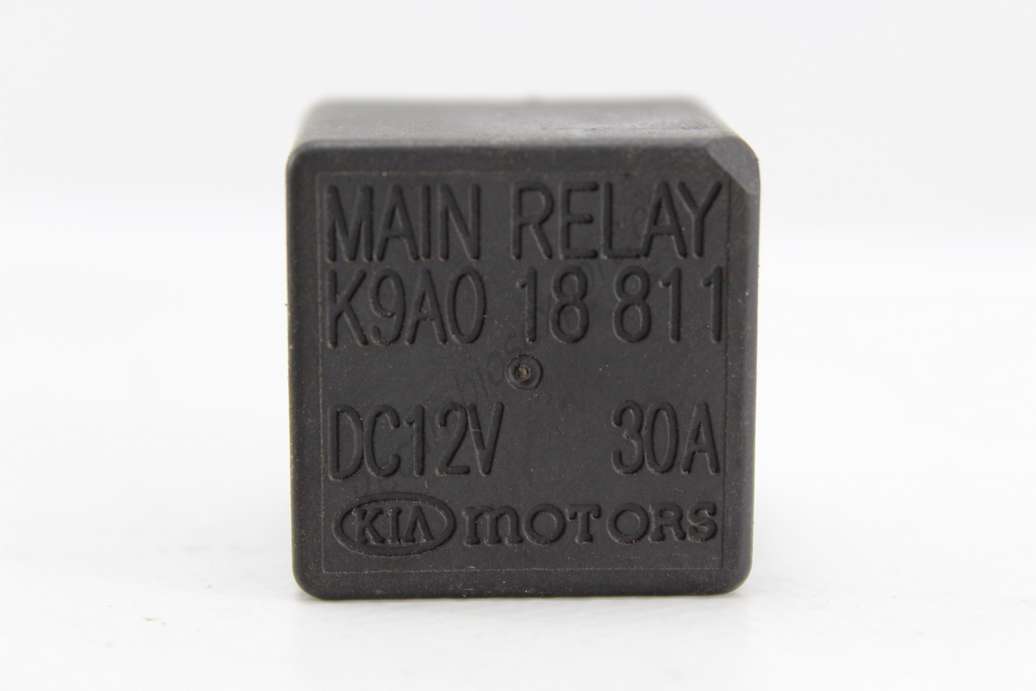 MAIN RELAY
K9A0 18 811
DC12V 30A
KIA MOTORS